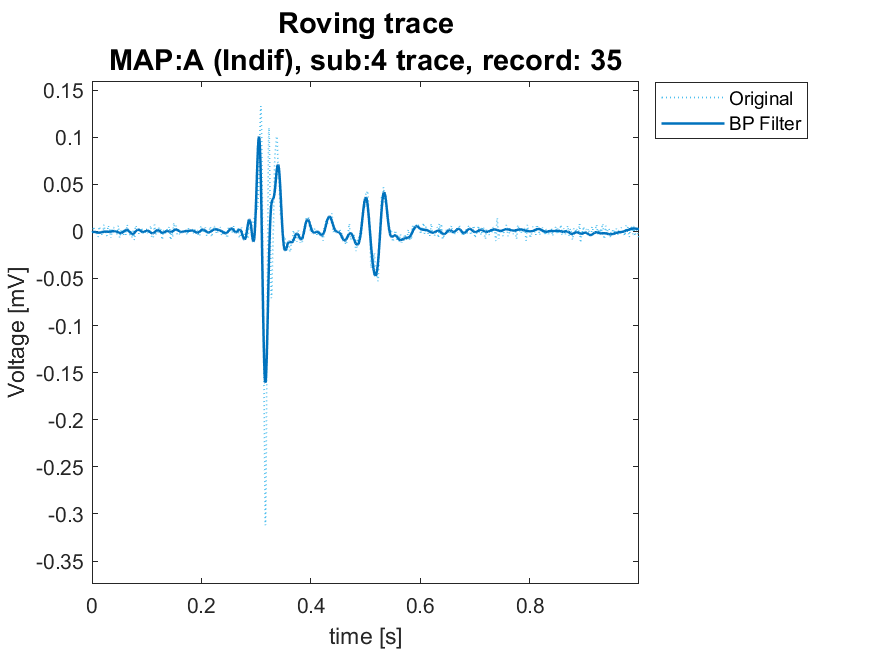 Roving trace
MAP:A (Indif), sub:4 trace, record: 35
Original
BP Filter
0.15
0.1
0.05
0
-0.05
-0.1
-0.15
-0.2
-0.25
-0.3
-0.35
Voltage [mV]
0 0.2 0.4 0.6 0.8
time [s]